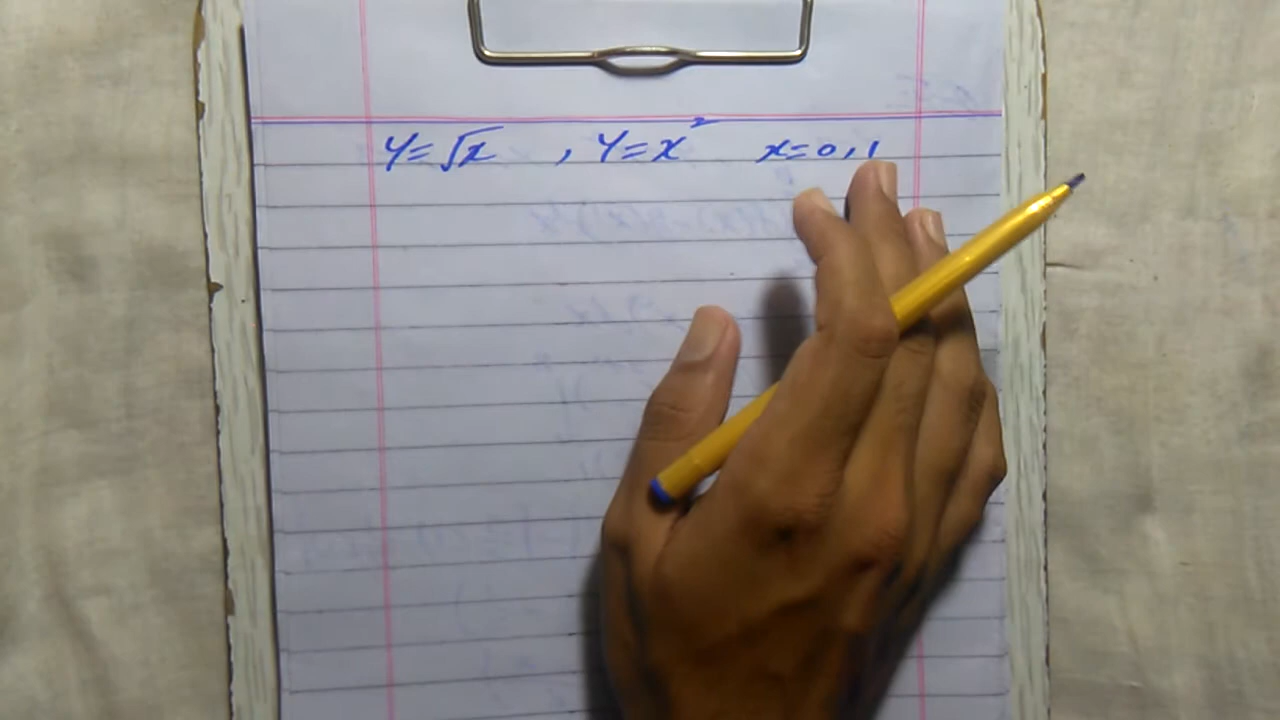 y=√x , y=x² x=0,1